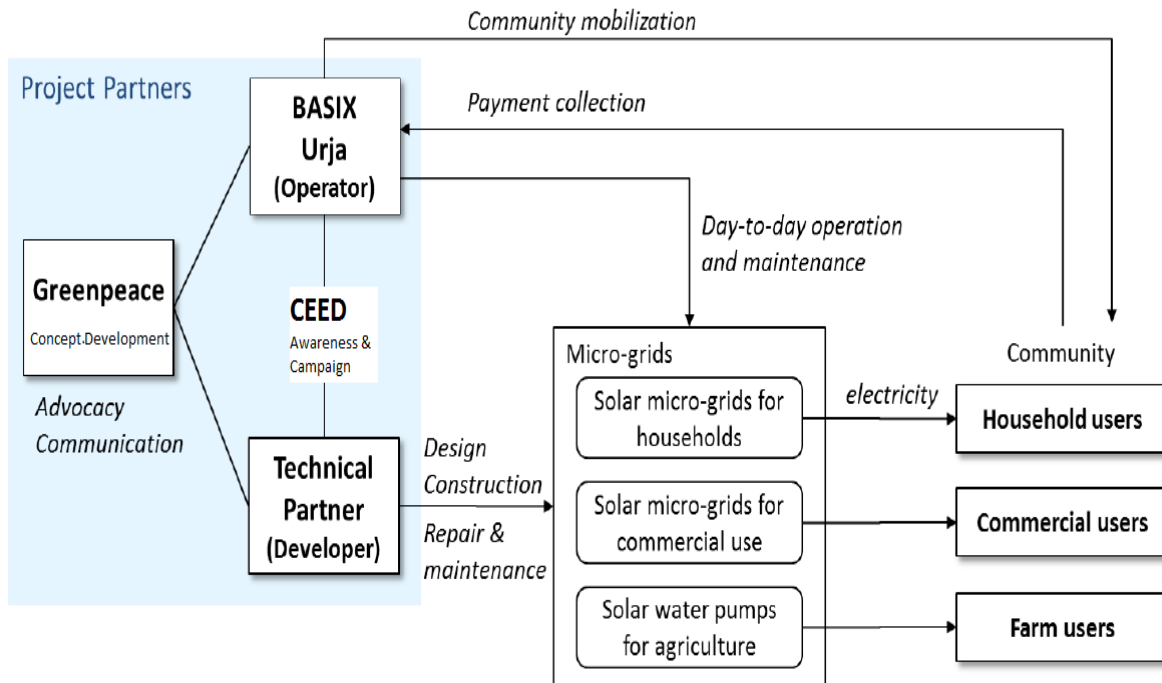 Community mobilization
Project Partners
BASIX
Urja
(Operator)
Payment collection
Day-to-day operation
and maintenance
Greenpeace
Concept.Development
CEED
Awareness &
Campaign
Advocacy
Communication
Technical
Partner
(Developer)
Design
Construction
Repair &
maintenance
Micro-grids
Solar micro-grids for
households
Solar micro-grids for
commercial use
Solar water pumps
for agriculture
electricity
Community
Household users
Commercial users
Farm users